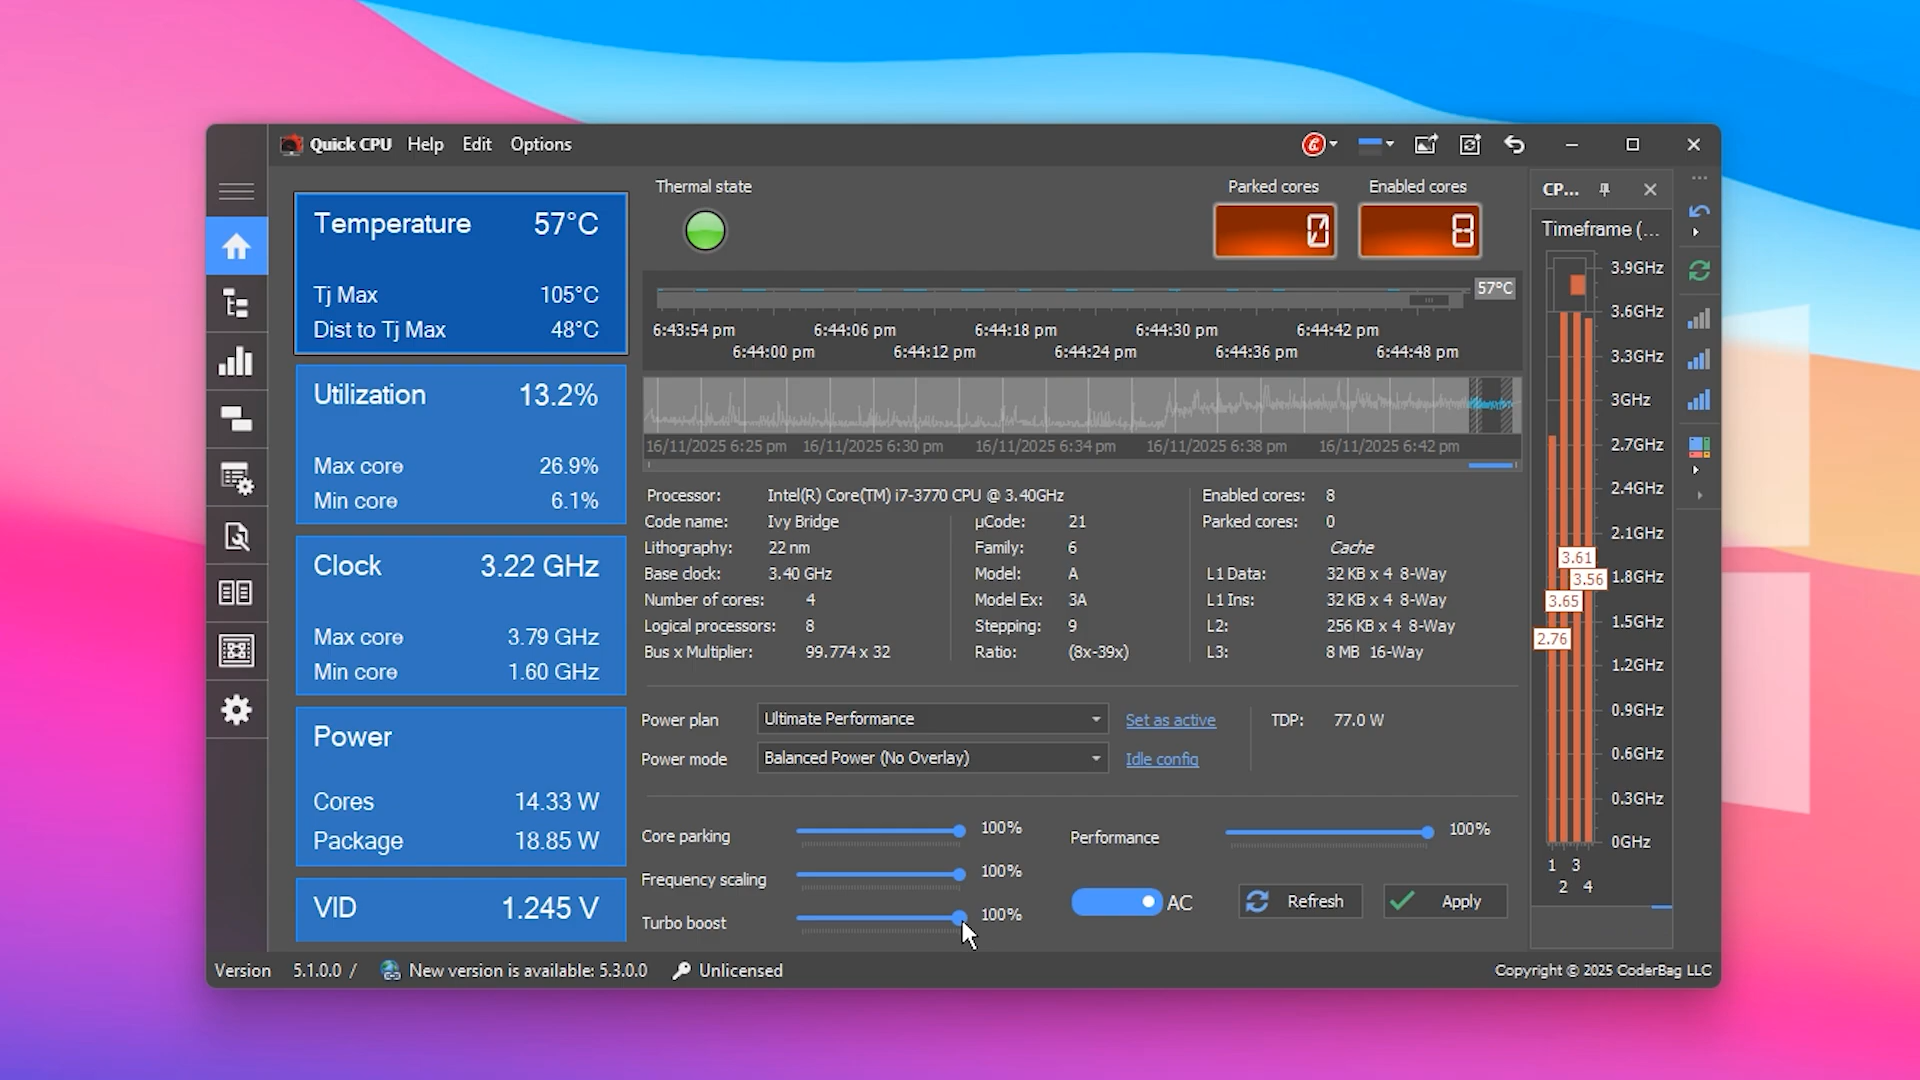 Quick CPU Help Edit Options
Thermal state
Parked cores
Enabled cores
0
8
Temperature 57°C
Tj Max 105°C
Dist to Tj Max 48°C
Utilization 13.2%
Max core 26.9%
Min core 6.1%
Clock 3.22 GHz
Max core 3.79 GHz
Min core 1.60 GHz
Power
Cores 14.33 W
Package 18.85 W
VID 1.245 V
57°C
6:43:54 pm 6:44:06 pm 6:44:18 pm 6:44:30 pm 6:44:42 pm
6:44:00 pm 6:44:12 pm 6:44:24 pm 6:44:36 pm 6:44:48 pm
16/11/2025 6:25 pm 16/11/2025 6:30 pm 16/11/2025 6:34 pm 16/11/2025 6:38 pm 16/11/2025 6:42 pm
Processor: Intel(R) Core(TM) i7-3770 CPU @ 3.40GHz
Code name: Ivy Bridge
Lithography: 22 nm
Base clock: 3.40 GHz
Number of cores: 4
Logical processors: 8
Bus x Multiplier: 99.774 x 32
µCode: 21
Family: 6
Model: A
Model Ex: 3A
Stepping: 9
Ratio: (8x-39x)
Enabled cores: 8
Parked cores: 0
Cache
L1 Data: 32 KB x 4 8-Way
L1 Ins: 32 KB x 4 8-Way
L2: 256 KB x 4 8-Way
L3: 8 MB 16-Way
Power plan Ultimate Performance Set as active
Power mode Balanced Power (No Overlay) Idle config
TDP: 77.0 W
Core parking 100%
Frequency scaling 100%
Turbo boost 100%
Performance 100%
AC
Refresh
Apply
CP...
Timeframe (...
3.9GHz
3.6GHz
3.3GHz
3GHz
2.7GHz
2.4GHz
2.1GHz
1.8GHz
1.5GHz
1.2GHz
0.9GHz
0.6GHz
0.3GHz
0GHz
3.61
3.56
3.65
2.76
1 3
2 4
Version 5.1.0.0 / New version is available: 5.3.0.0 Unlicensed
Copyright © 2025 CoderBag LLC